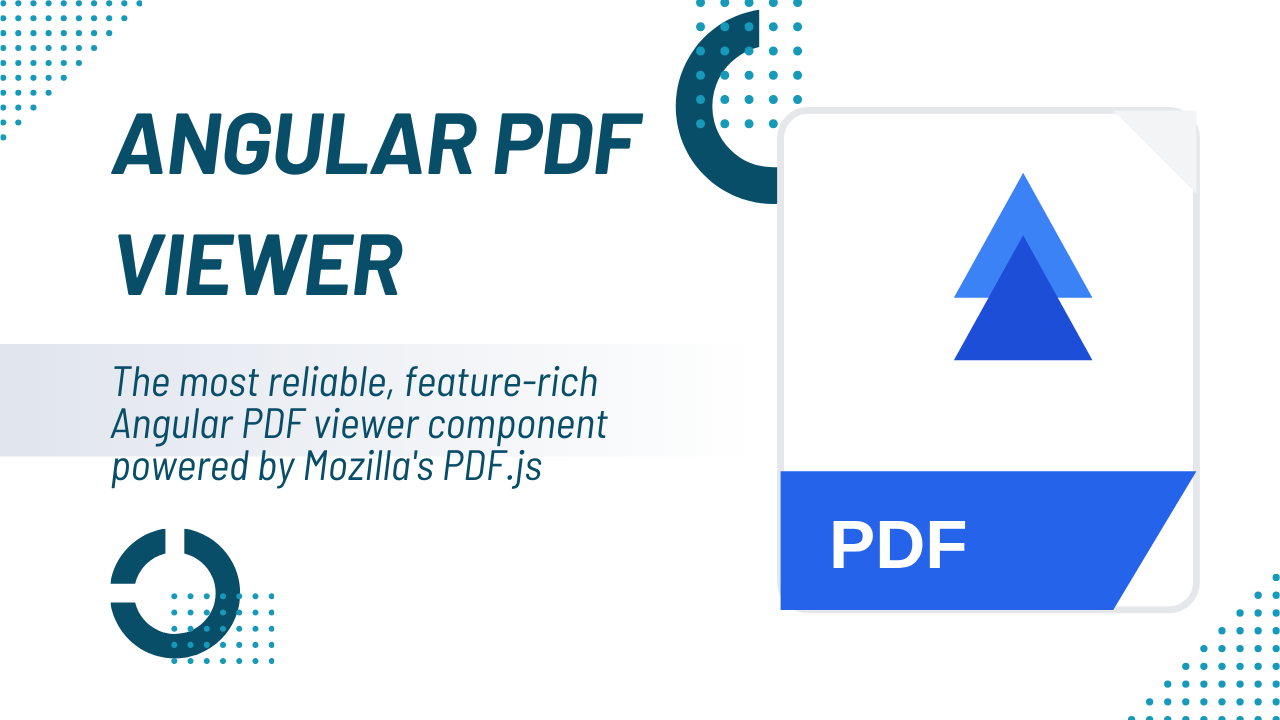 ANGULAR PDF
VIEWER
The most reliable, feature-rich
Angular PDF viewer component
powered by Mozilla's PDF.js
PDF